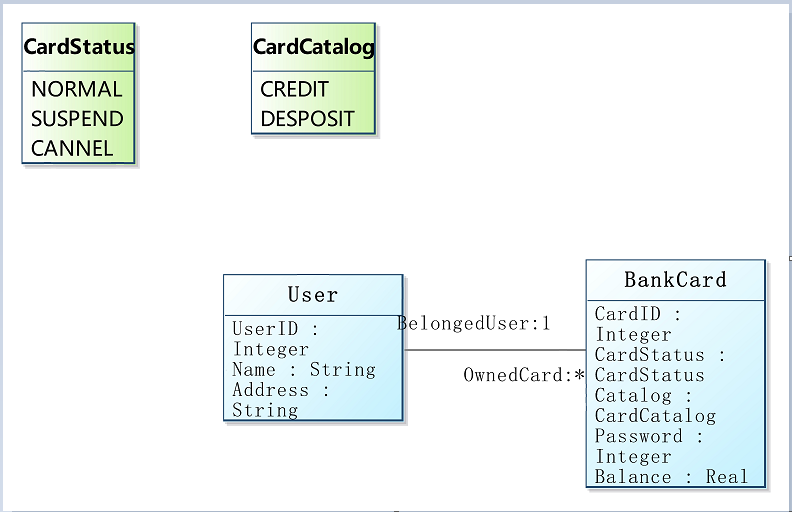 CardStatus
NORMAL
SUSPEND
CANNEL
CardCatalog
CREDIT
DESPOSIT
User
UserID :
Integer
Name : String
Address :
String
BelongedUser:1
OwnedCard:*
BankCard
CardID :
Integer
CardStatus :
CardStatus
Catalog :
CardCatalog
Password :
Integer
Balance : Real